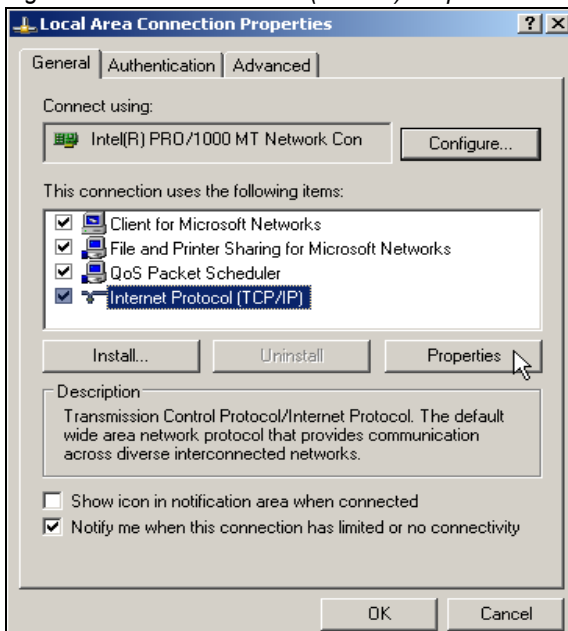 Local Area Connection Properties
General Authentication Advanced
Connect using:
Intel(R) PRO/1000 MT Network Con Configure...
This connection uses the following items:
Client for Microsoft Networks
File and Printer Sharing for Microsoft Networks
QoS Packet Scheduler
Internet Protocol (TCP/IP)
Install... Uninstall Properties
Description
Transmission Control Protocol/Internet Protocol. The default
wide area network protocol that provides communication
across diverse interconnected networks.
Show icon in notification area when connected
Notify me when this connection has limited or no connectivity
OK Cancel